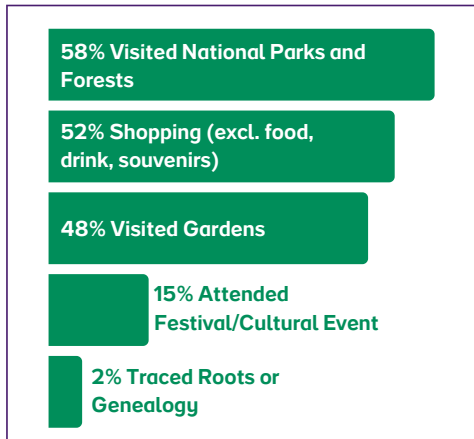 58% Visited National Parks and
Forests
52% Shopping (excl. food,
drink, souvenirs)
48% Visited Gardens
15% Attended
Festival/Cultural Event
2% Traced Roots or
Genealogy